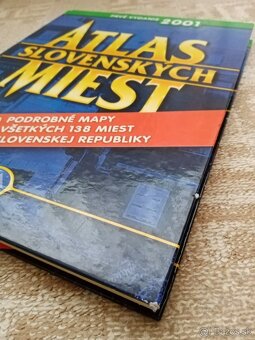 PRVÉ VYDANIE 2001
ATLAS
SLOVENSKÝCH
MIEST
PODROBNÉ MAPY
VŠETKÝCH 138 MIEST
SLOVENSKEJ REPUBLIKY